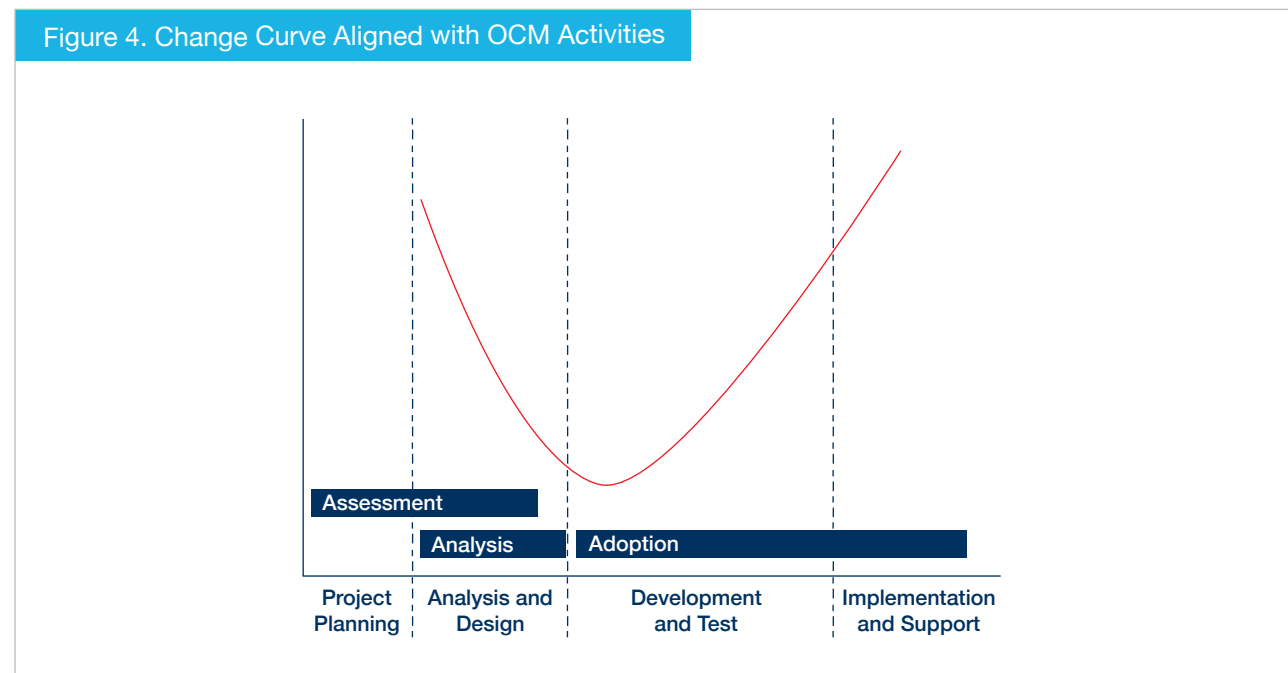 Figure 4. Change Curve Aligned with OCM Activities
Assessment
Analysis
Adoption
Project
Planning
Analysis and
Design
Development
and Test
Implementation
and Support